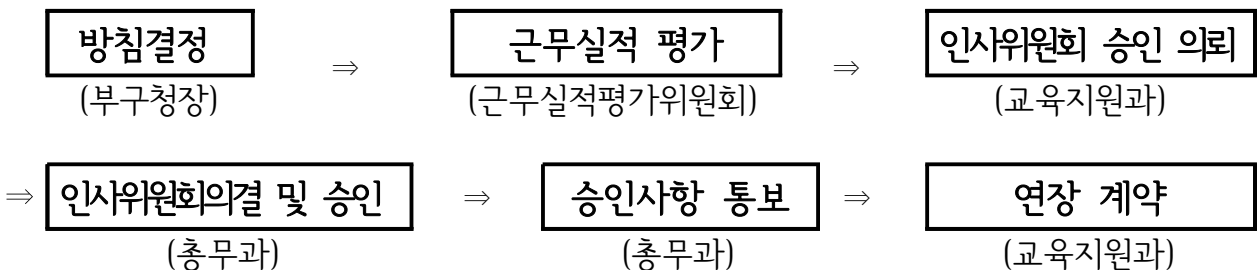 방침결정 ⇒ 근무실적 평가 ⇒ 인사위원회 승인 의뢰
(부구청장) (근무실적평가위원회) (교육지원과)
⇒ 인사위원회의결 및 승인 ⇒ 승인사항 통보 ⇒ 연장 계약
(총무과) (총무과) (교육지원과)